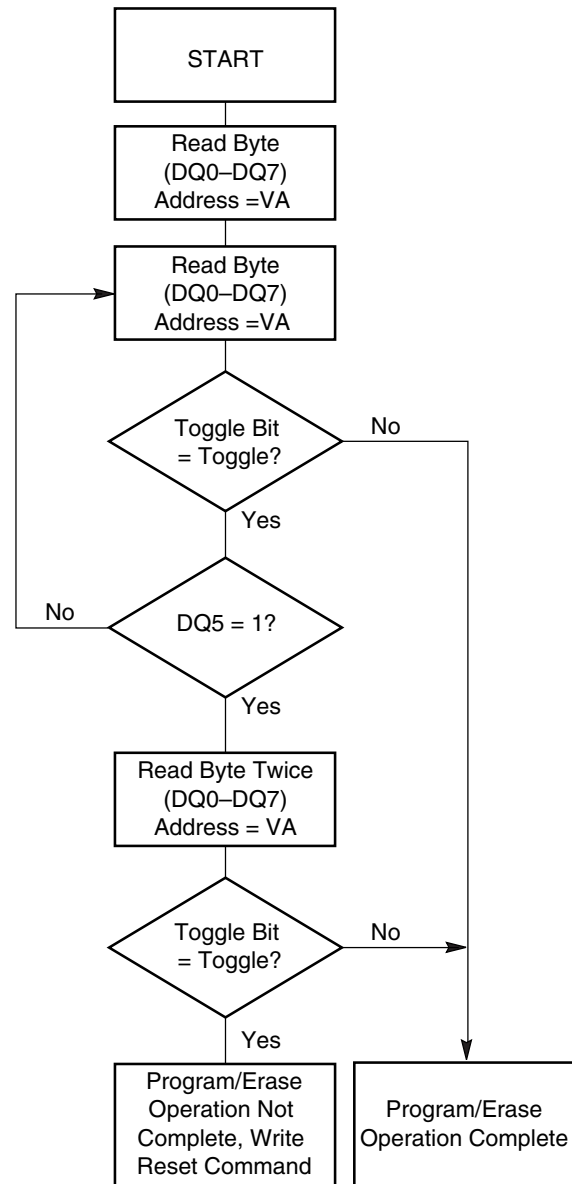 START
Read Byte
(DQ0–DQ7)
Address =VA
Read Byte
(DQ0–DQ7)
Address =VA
Toggle Bit
= Toggle?
No
Yes
No
DQ5 = 1?
Yes
Read Byte Twice
(DQ0–DQ7)
Address = VA
Toggle Bit
= Toggle?
No
Yes
Program/Erase
Operation Not
Complete, Write
Reset Command
Program/Erase
Operation Complete